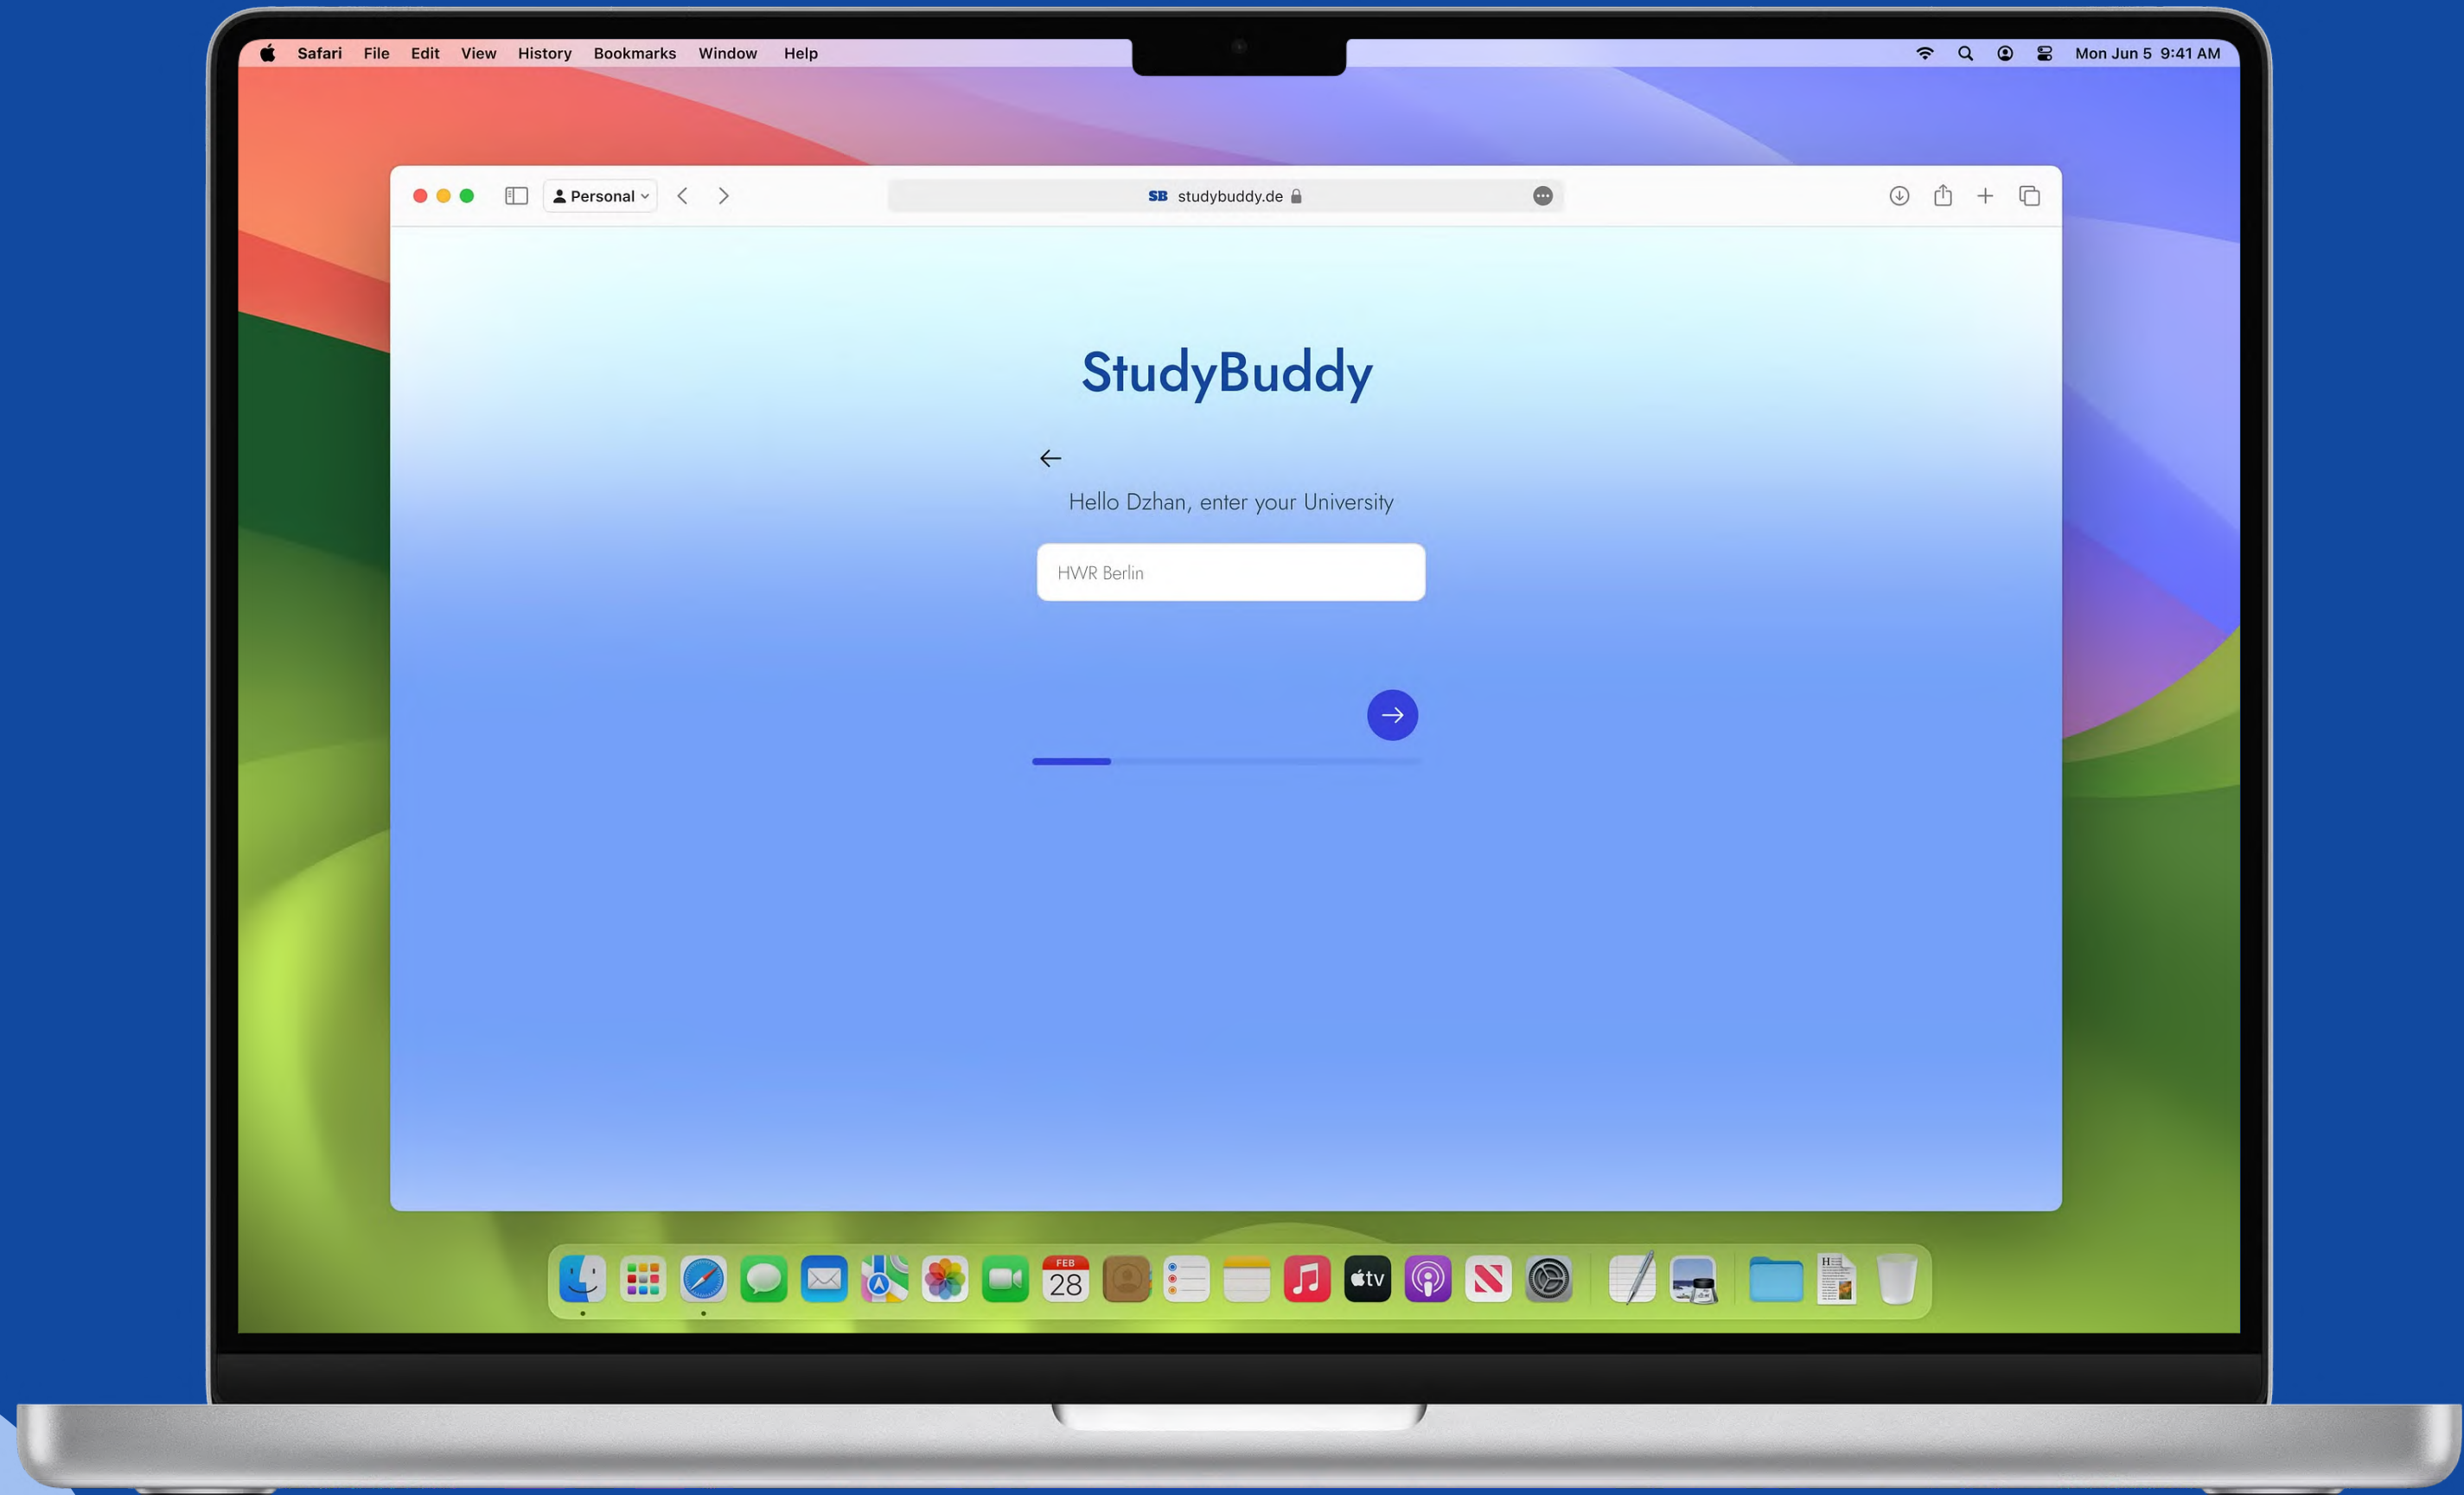 Safari File Edit View History Bookmarks Window Help
Mon Jun 5 9:41 AM
Personal
SB studybuddy.de
StudyBuddy
Hello Dzhan, enter your University
HWR Berlin
FEB
28
tv